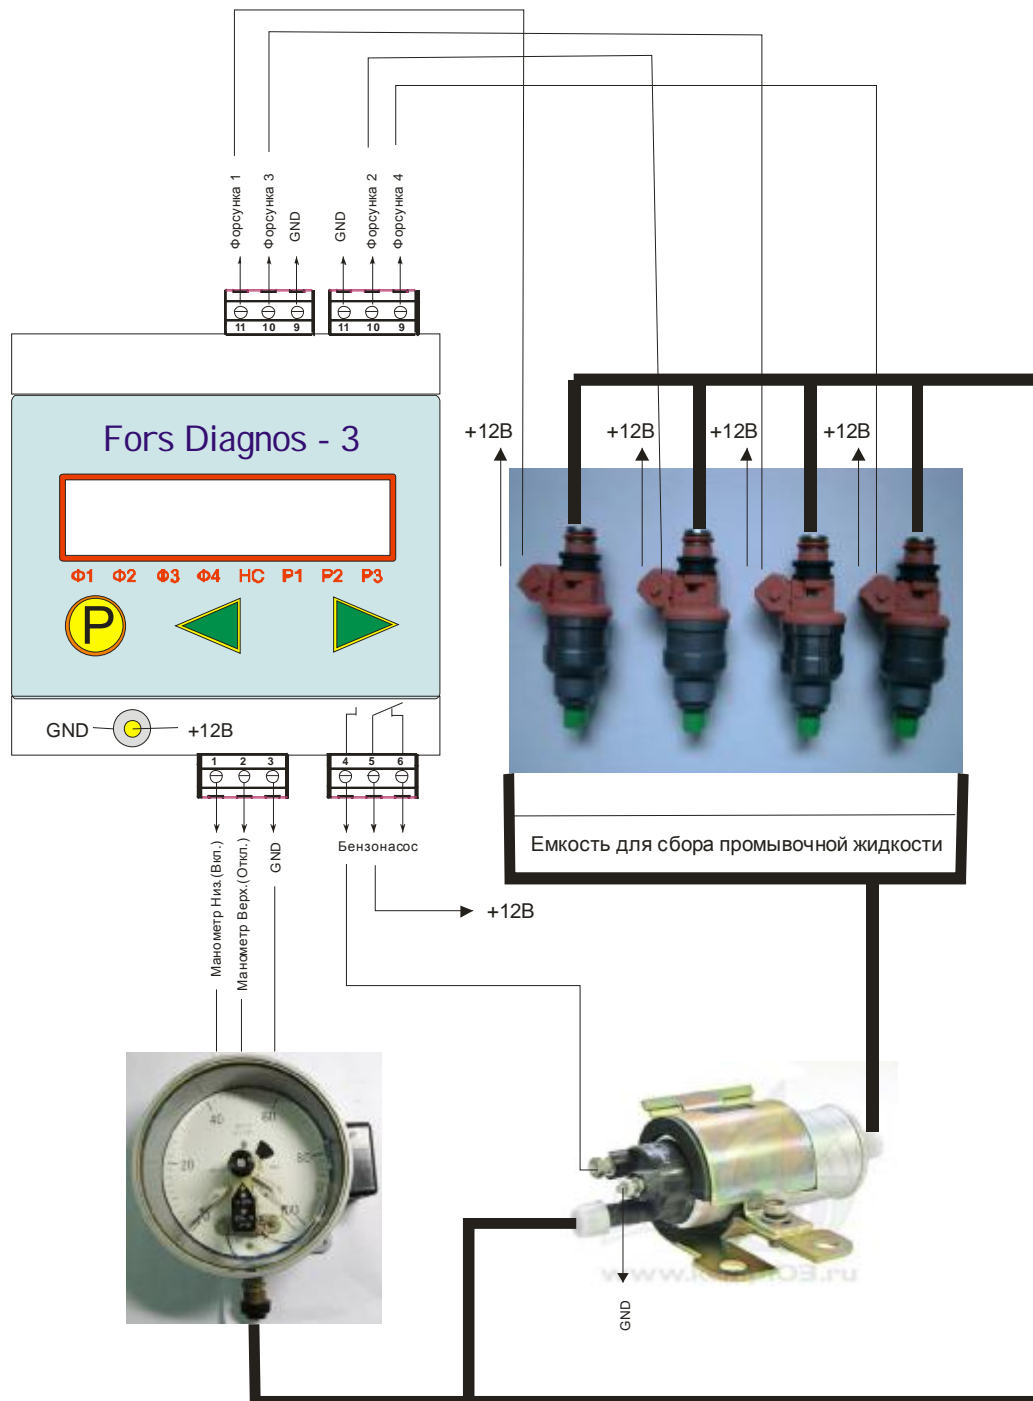 Форсунка 1
Форсунка 3
GND
GND
Форсунка 2
Форсунка 4
11 10 9
11 10 9
Fors Diagnos - 3
Ф1 Ф2 Ф3 Ф4 НС Р1 Р2 Р3
P
GND
+12В
+12В
+12В
+12В
+12В
1 2 3
4 5 6
Манометр Низ.(Вкл.)
Манометр Верх.(Откл.)
GND
Бензонасос
+12В
Емкость для сбора промывочной жидкости
20
40
60
80
100
GND